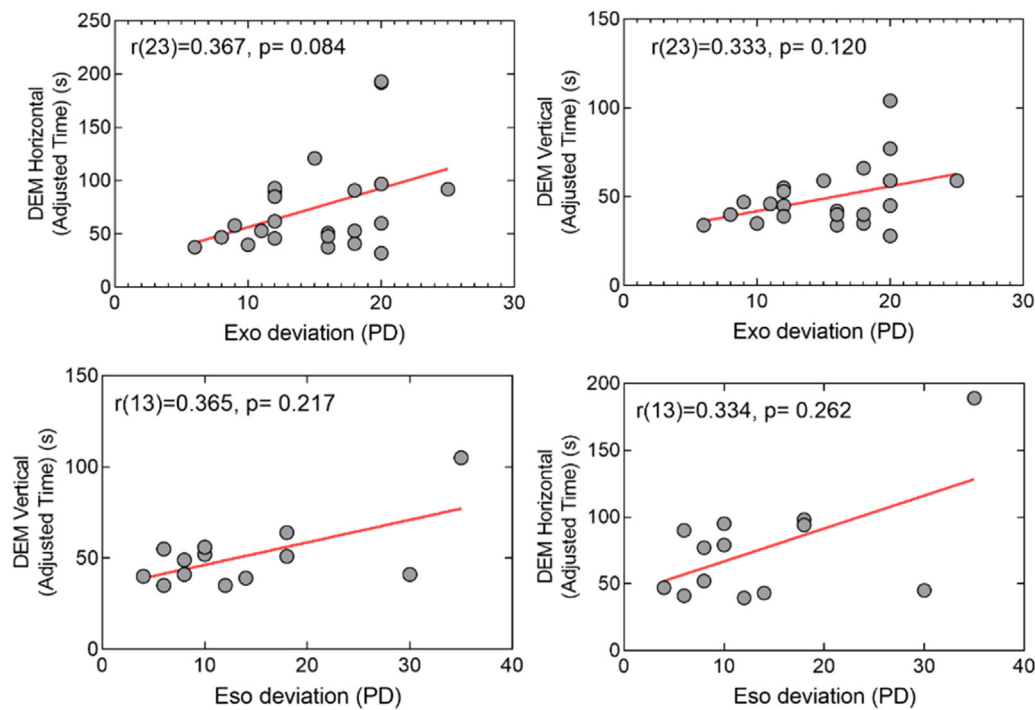 r(23)=0.367, p= 0.084
DEM Horizontal
(Adjusted Time) (s)
250
200
150
100
50
0
0 10 20 30
Exo deviation (PD)
r(23)=0.333, p= 0.120
DEM Vertical
(Adjusted Time) (s)
150
100
50
0
0 10 20 30
Exo deviation (PD)
r(13)=0.365, p= 0.217
DEM Vertical
(Adjusted Time) (s)
150
100
50
0
0 10 20 30 40
Eso deviation (PD)
r(13)=0.334, p= 0.262
DEM Horizontal
(Adjusted Time) (s)
200
150
100
50
0
0 10 20 30 40
Eso deviation (PD)